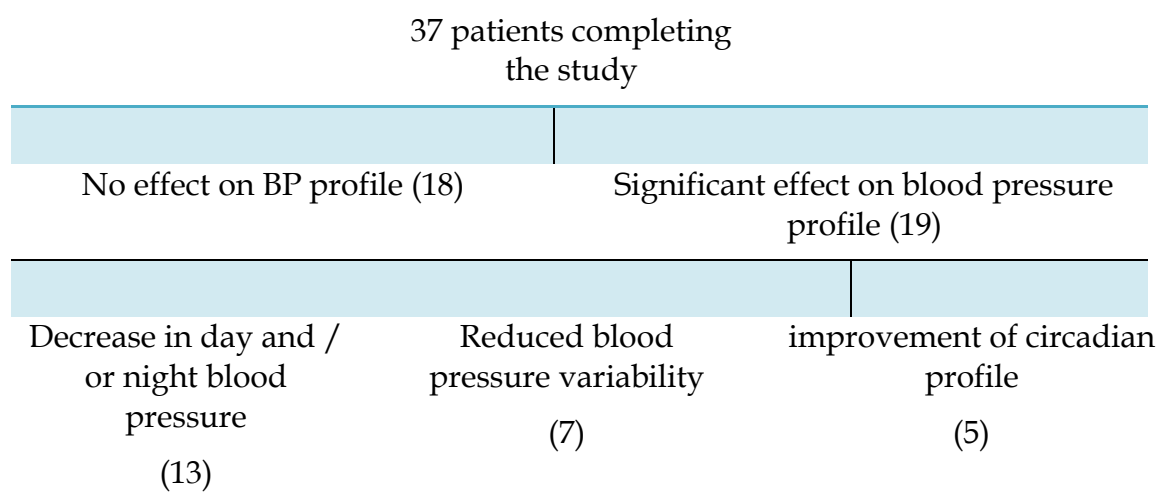 37 patients completing
the study
No effect on BP profile (18)
Significant effect on blood pressure
profile (19)
Decrease in day and /
or night blood
pressure
(13)
Reduced blood
pressure variability
(7)
improvement of circadian
profile
(5)